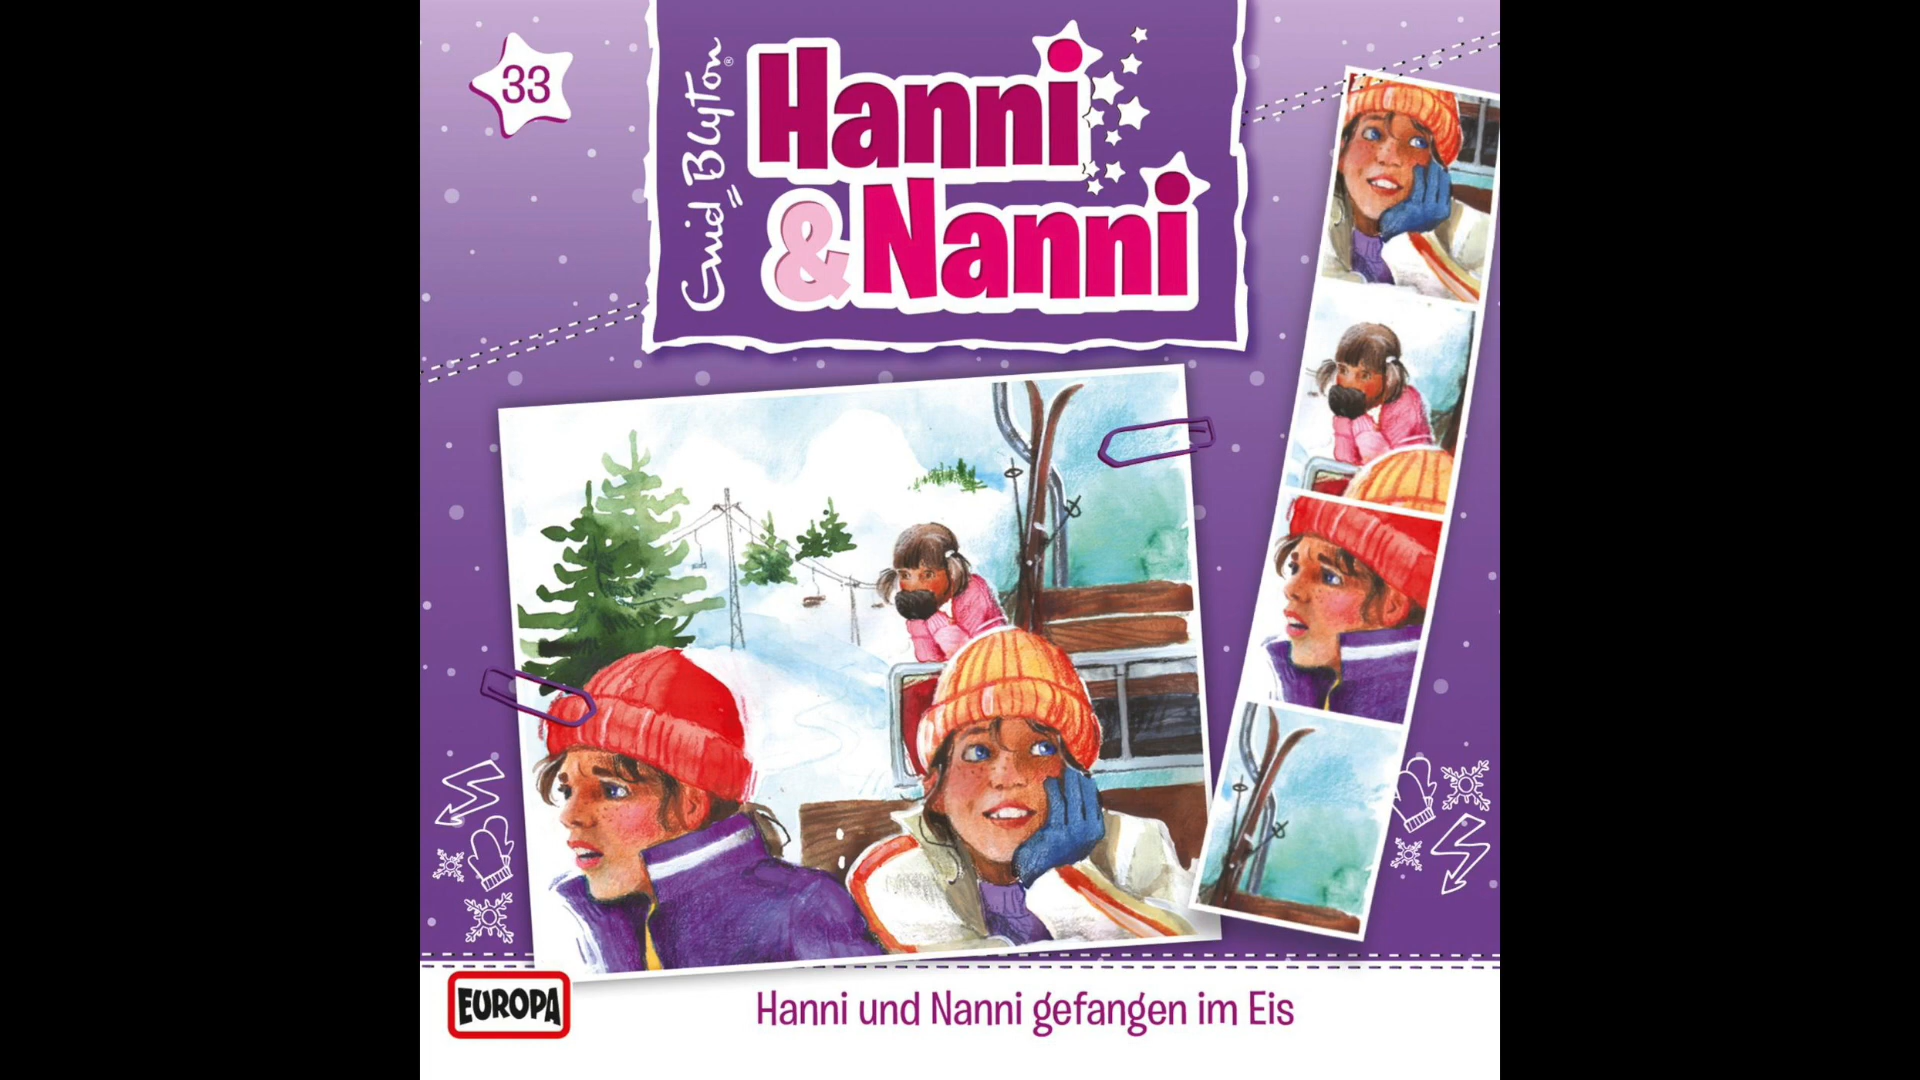 33
Enid Blyton®
Hanni
& Nanni
EUROPA
Hanni und Nanni gefangen im Eis